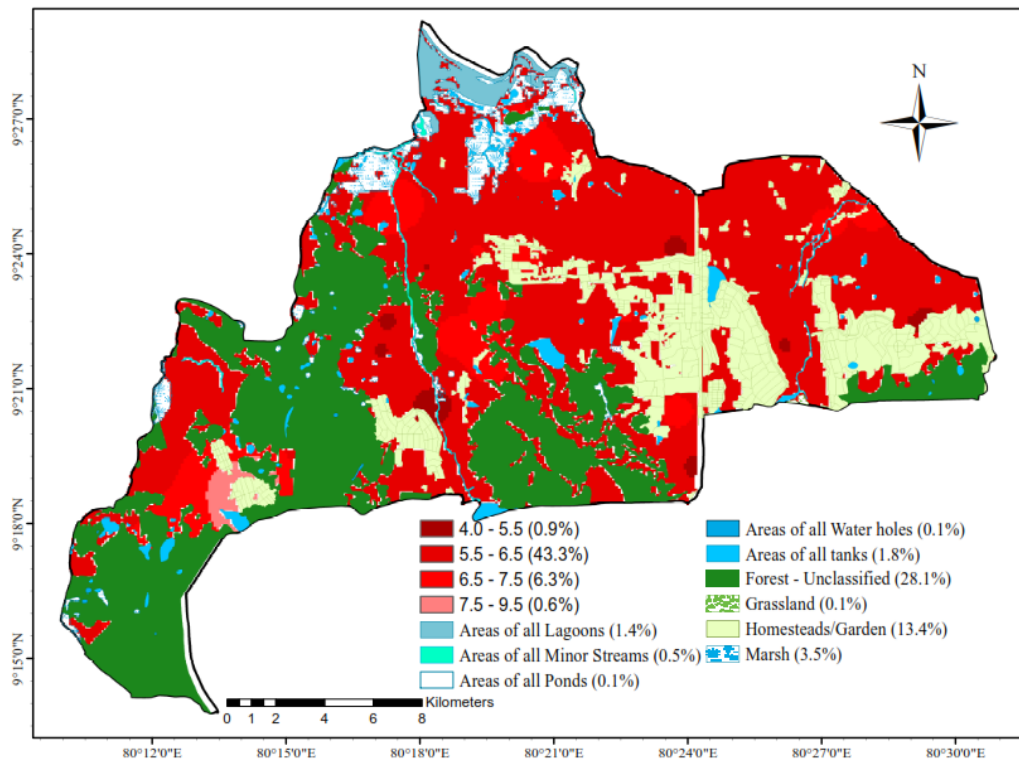 N
9°27'0"N
9°24'0"N
9°21'0"N
9°18'0"N
9°15'0"N
4.0 - 5.5 (0.9%)
5.5 - 6.5 (43.3%)
6.5 - 7.5 (6.3%)
7.5 - 9.5 (0.6%)
Areas of all Lagoons (1.4%)
Areas of all Minor Streams (0.5%)
Areas of all Ponds (0.1%)
Areas of all Water holes (0.1%)
Areas of all tanks (1.8%)
Forest - Unclassified (28.1%)
Grassland (0.1%)
Homesteads/Garden (13.4%)
Marsh (3.5%)
Kilometers
0 1 2 4 6 8
80°12'0"E 80°15'0"E 80°18'0"E 80°21'0"E 80°24'0"E 80°27'0"E 80°30'0"E